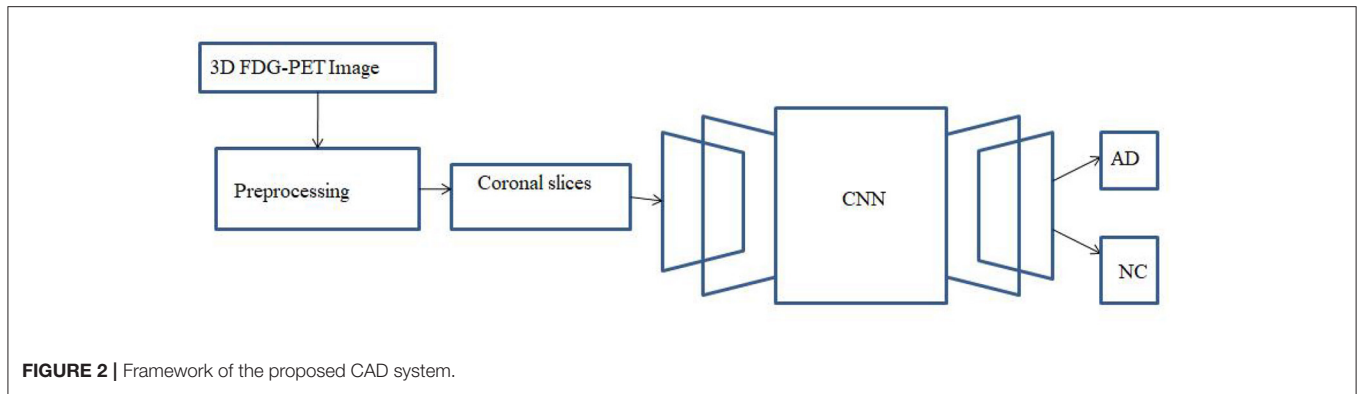 3D FDG-PET Image
Preprocessing
Coronal slices
CNN
AD
NC
FIGURE 2 | Framework of the proposed CAD system.